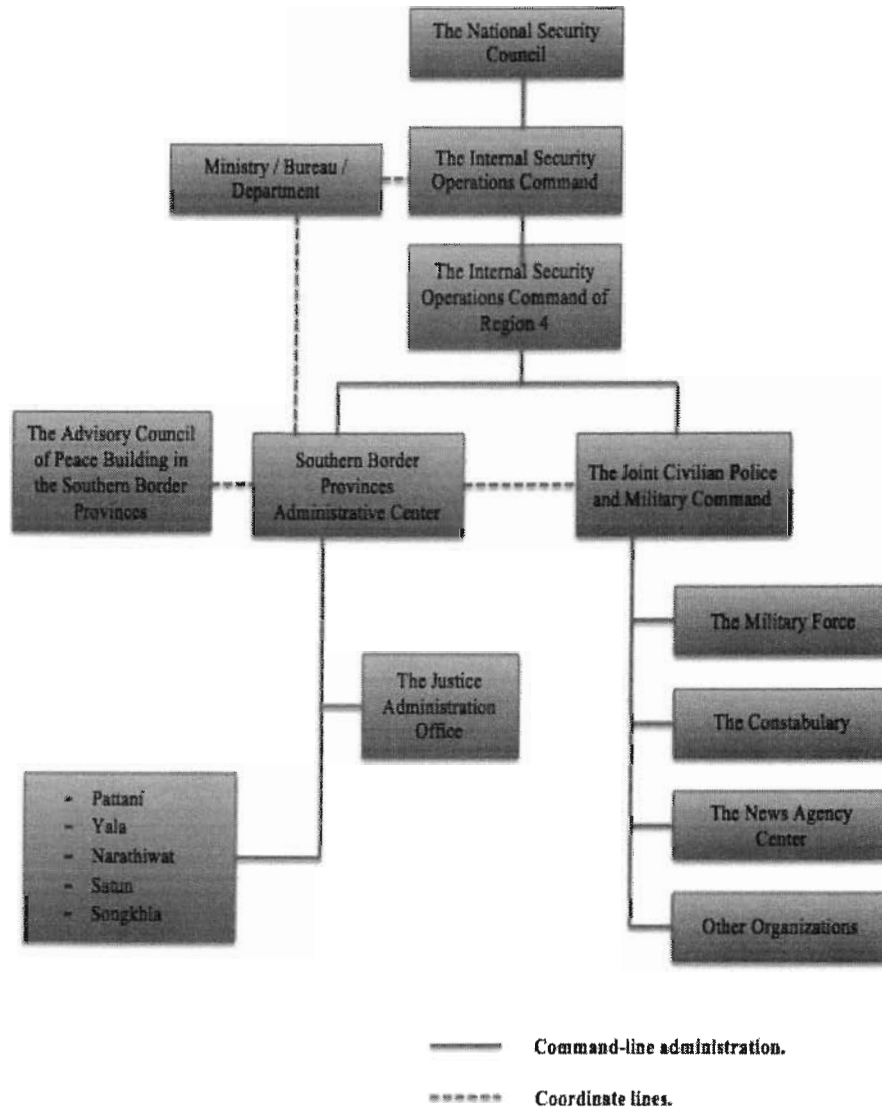 The National Security
Council
Ministry / Bureau /
Department
The Internal Security
Operations Command
The Internal Security
Operations Command of
Region 4
The Advisory Council
of Peace Building in
the Southern Border
Provinces
Southern Border
Provinces
Administrative Center
The Joint Civilian Police
and Military Command
The Military Force
The Justice
Administration
Office
The Constabulary
- Pattani
- Yala
- Narathiwat
- Satun
- Songkhla
The News Agency
Center
Other Organizations
Command-line administration.
Coordinate lines.